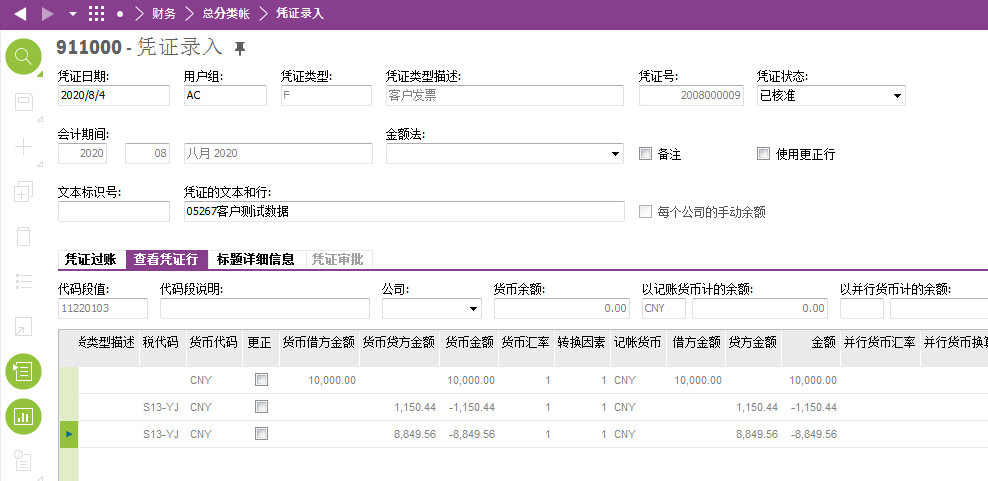 财务 总分类帐 凭证录入
911000 - 凭证录入
凭证日期: 用户组: 凭证类型: 凭证类型描述: 凭证号: 凭证状态:
2020/8/4 AC F 客户发票 2008000009 已核准
会计期间: 金额法:
2020 08 八月 2020 备注 使用更正行
文本标识号: 凭证的文本和行:
05267客户测试数据 每个公司的手动余额
凭证过账 查看凭证行 标题详细信息 凭证审批
代码段值: 代码段说明: 公司: 货币余额: 以记账货币计的余额: 以并行货币计的余额:
11220103 0.00 CNY 0.00
类型描述 税代码 货币代码 更正 货币借方金额 货币贷方金额 货币金额 货币汇率 转换因素 记帐货币 借方金额 贷方金额 金额 并行货币汇率 并行货币换算
CNY 10,000.00 10,000.00 1 1 CNY 10,000.00 10,000.00
S13-YJ CNY 1,150.44 -1,150.44 1 1 CNY 1,150.44 -1,150.44
S13-YJ CNY 8,849.56 -8,849.56 1 1 CNY 8,849.56 -8,849.56